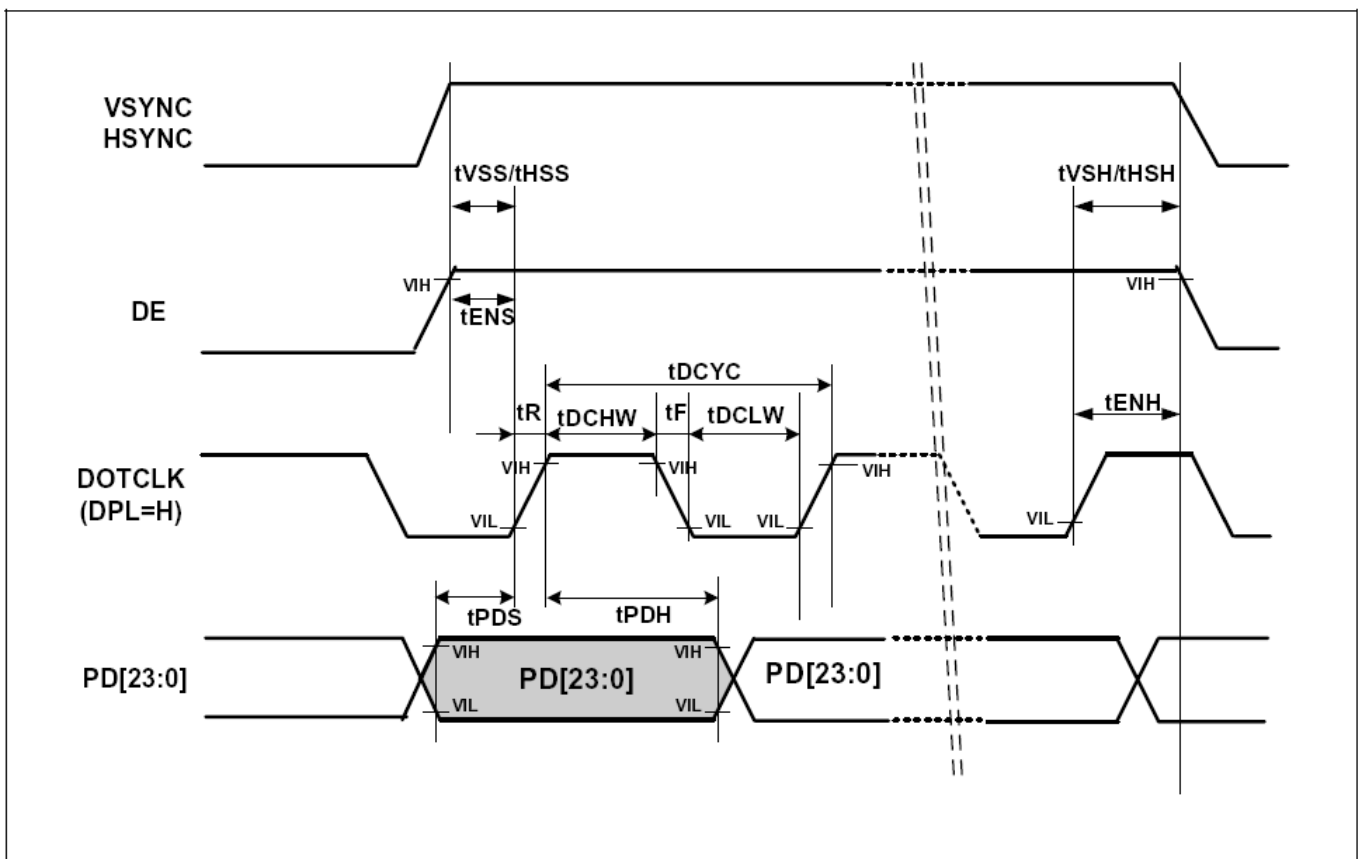 VSYNC
HSYNC
tVSS/tHSS
tVSH/tHSH
DE
VIH
VIH
tENS
tDCYC
tENH
tR
tDCHW
tF
tDCLW
DOTCLK
(DPL=H)
VIH
VIH
VIH
VIL
VIL
VIL
VIL
tPDS
tPDH
PD[23:0]
VIH
VIH
PD[23:0]
PD[23:0]
VIL
VIL